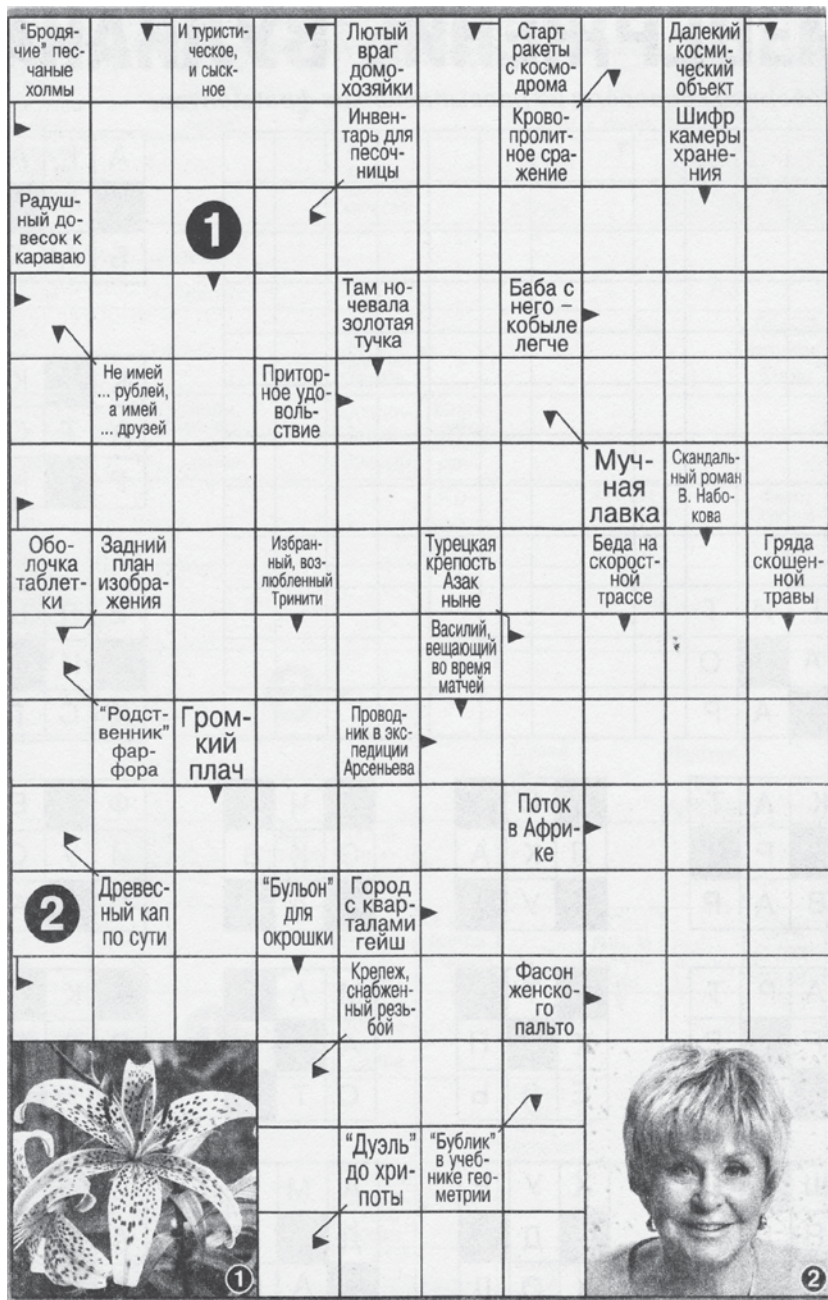 “Бродя-
чие” пес-
чаные
холмы
И туристи-
ческое,
и сыск-
ное
Лютый
враг
домо-
хозяйки
Старт
ракеты
с космо-
дрома
Далекий
косми-
ческий
объект
Инвен-
тарь для
песоч-
ницы
Крово-
пролит-
ное сра-
жение
Шифр
камеры
хране-
ния
Радуш-
ный до-
весок к
караваю
1
Там но-
чевала
золотая
тучка
Баба с
него –
кобыле
легче
Не имей
... рублей,
а имей
... друзей
Притор-
ное удо-
воль-
ствие
Муч-
ная
лавка
Скандаль-
ный роман
В. Набо-
кова
Обо-
лочка
таблет-
ки
Задний
план
изобра-
жения
Избран-
ный, воз-
любленный
Тринити
Турецкая
крепость
Азак
ныне
Беда на
скорост-
ной
трассе
Гряда
скошен-
ной
травы
Василий,
вещающий
во время
матчей
“Родст-
венник”
фар-
фора
Гром-
кий
плач
Провод-
ник в экс-
педиции
Арсеньева
Поток
в Афри-
ке
2
Древес-
ный кап
по сути
“Бульон”
для
окрошки
Город
с квар-
талами
гейш
Крепеж,
снабжен-
ный резь-
бой
Фасон
женско-
го
пальто
“Дуэль”
до хри-
поты
“Бублик”
в учеб-
нике гео-
метрии
1
2